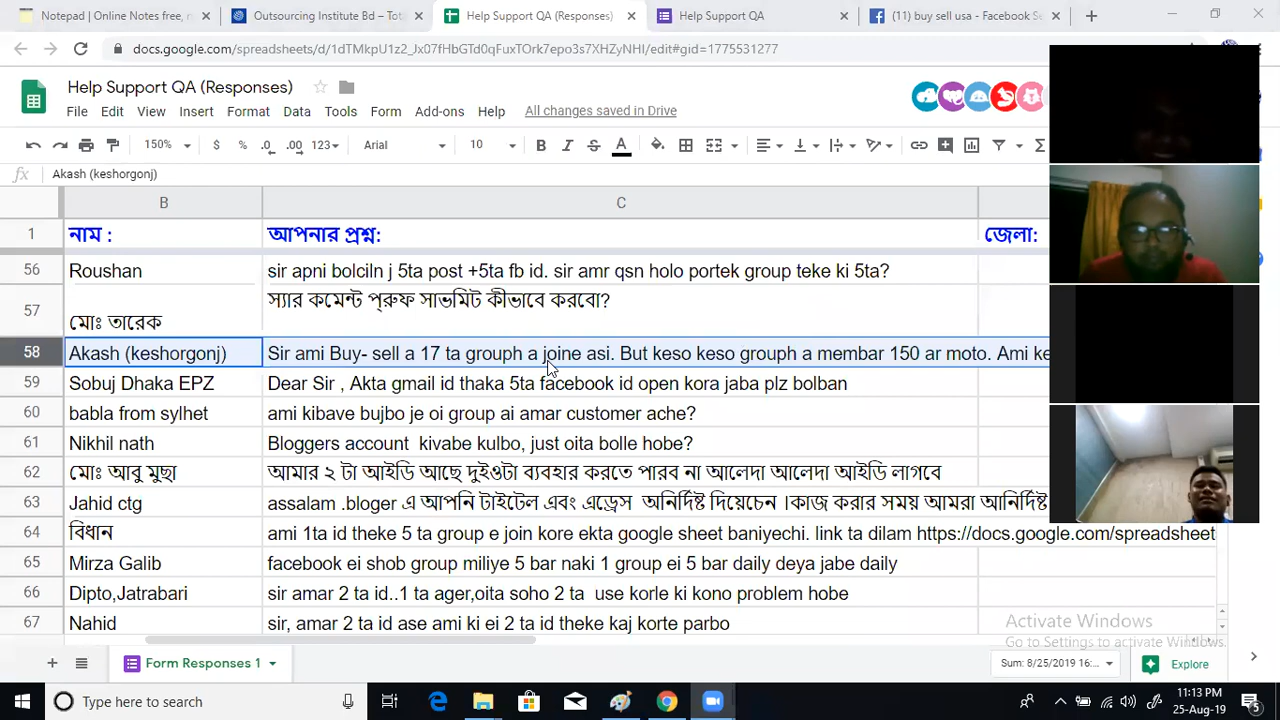 Notepad | Online Notes free,
Outsourcing Institute Bd –
Help Support QA (Responses)
Help Support QA
(11) buy sell usa - Facebook
docs.google.com/spreadsheets/d/1dTMkpU1z2_Jx07fHbGTd0qFuxTOrk7epo3s7XHZyNHI/edit#gid=1775531277
Help Support QA (Responses)
File Edit View Insert Format Data Tools Form Add-ons Help All changes saved in Drive
150% $ % .0 .00 123 Arial 10 B I S A
fx Akash (keshorgonj)
B C
1 নাম : আপনার প্রশ্ন: জেলা:
56 Roushan sir apni bolciln j 5ta post +5ta fb id. sir amr qsn holo portek group teke ki 5ta?
57 মোঃ তারেক স্যার কমেন্ট প্রুফ সাভমিট কীভাবে করবো?
58 Akash (keshorgonj) Sir ami Buy- sell a 17 ta grouph a joine asi. But keso keso grouph a membar 150 ar moto. Ami ke
59 Sobuj Dhaka EPZ Dear Sir , Akta gmail id thaka 5ta facebook id open kora jaba plz bolban
60 babla from sylhet ami kibave bujbo je oi group ai amar customer ache?
61 Nikhil nath Bloggers account kivabe kulbo, just oita bolle hobe?
62 মোঃ আবু মুছা আমার ২ টা আইডি আছে দুইওটা ব্যবহার করতে পারব না আলেদা আলেদা আইডি লাগবে
63 Jahid ctg assalam .bloger এ আপনি টাইটেল এবং এড্রেস অনির্দিষ্ট দিয়েচেন ।কাজ করার সময় আমরা আনির্দিষ্ট
64 বিধান ami 1ta id theke 5 ta group e join kore ekta google sheet baniyechi. link ta dilam https://docs.google.com/spreadsheet
65 Mirza Galib facebook ei shob group miliye 5 bar naki 1 group ei 5 bar daily deya jabe daily
66 Dipto,Jatrabari sir amar 2 ta id..1 ta ager,oita soho 2 ta use korle ki kono problem hobe
67 Nahid sir, amar 2 ta id ase ami ki ei 2 ta id theke kaj korte parbo
Activate Windows
Go to Settings to activate Windows.
Form Responses 1 Sum: 8/25/2019 16:... Explore
Type here to search
11:13 PM
25-Aug-19
5